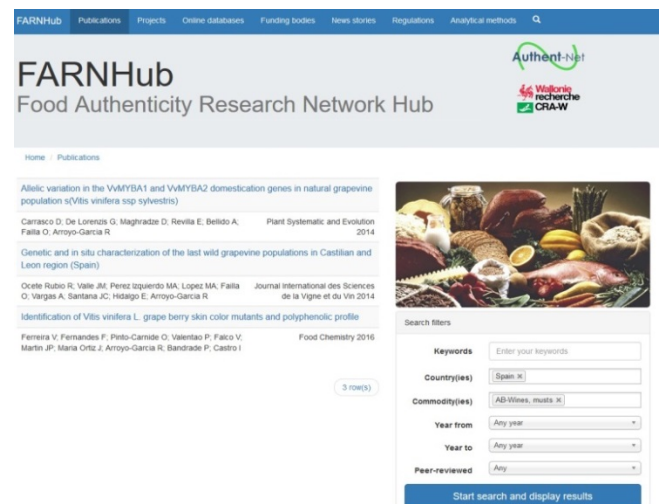 FARNHub Publications Projects Online databases Funding bodies News stories Regulations Analytical methods
Authent-Net
FARNHub
Food Authenticity Research Network Hub
Wallonie
recherche
CRA-W
Home / Publications
Allelic variation in the VvMYBA1 and VvMYBA2 domestication genes in natural grapevine
population s(Vitis vinifera ssp sylvestris)
Carrasco D; De Lorenzis G; Maghradze D; Revilla E; Bellido A; Plant Systematic and Evolution
Failla O; Arroyo-Garcia R 2014
Genetic and in situ characterization of the last wild grapevine populations in Castilian and
Leon region (Spain)
Ocete Rubio R; Valle JM; Perez Izquierdo MA; Lopez MA; Failla Journal International des Sciences
O; Vargas A; Santana JC; Hidalgo E; Arroyo-Garcia R de la Vigne et du Vin 2014
Identification of Vitis vinifera L. grape berry skin color mutants and polyphenolic profile
Ferreira V; Fernandes F; Pinto-Carnide O; Valentao P; Falco V; Food Chemistry 2016
Martin JP; Maria Ortiz J; Arroyo-Garcia R; Bandrade P; Castro I
3 row(s)
Search filters
Keywords Enter your keywords
Country(ies) Spain ×
Commodity(ies) AB-Wines, musts ×
Year from Any year
Year to Any year
Peer-reviewed Any
Start search and display results